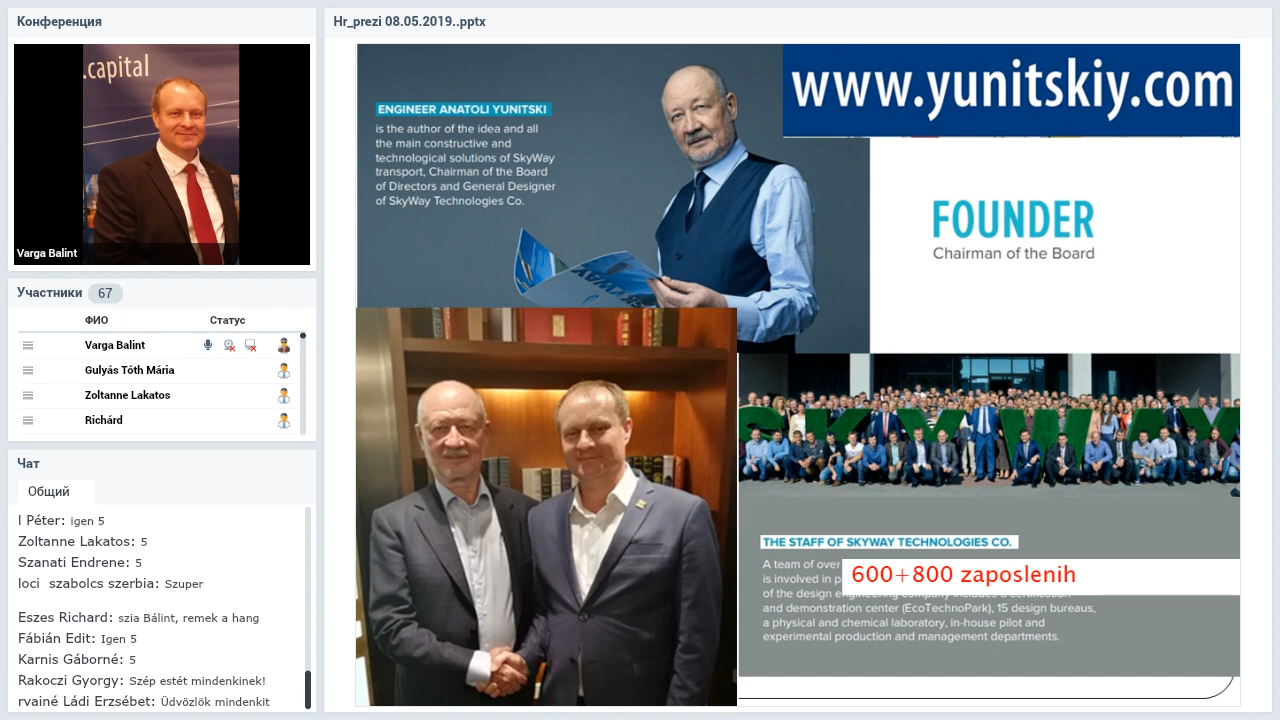 Конференция
.capital
Varga Balint
Участники 67
ФИО Статус
Varga Balint
Gulyás Tóth Mária
Zoltanne Lakatos
Richárd
Чат
Общий
l Péter: igen 5
Zoltanne Lakatos: 5
Szanati Endrene: 5
loci szabolcs szerbia: Szuper
Eszes Richard: szia Bálint, remek a hang
Fábián Edit: Igen 5
Karnis Gáborné: 5
Rakoczi Gyorgy: Szép estét mindenkinek!
rvainé Ládi Erzsébet: Üdvözlök mindenkit
Hr_prezi 08.05.2019..pptx
www.yunitskiy.com
ENGINEER ANATOLI YUNITSKI
is the author of the idea and all
the main constructive and
technological solutions of SkyWay
transport, Chairman of the Board
of Directors and General Designer
of SkyWay Technologies Co.
SKYWAY
FOUNDER
Chairman of the Board
SKYWAY
THE STAFF OF SKYWAY TECHNOLOGIES CO.
A team of over
600+800 zaposlenih
is involved in
of the design engineering company includes a certification
and demonstration center (EcoTechnoPark), 15 design bureaus,
a physical and chemical laboratory, in-house pilot and
experimental production and management departments.